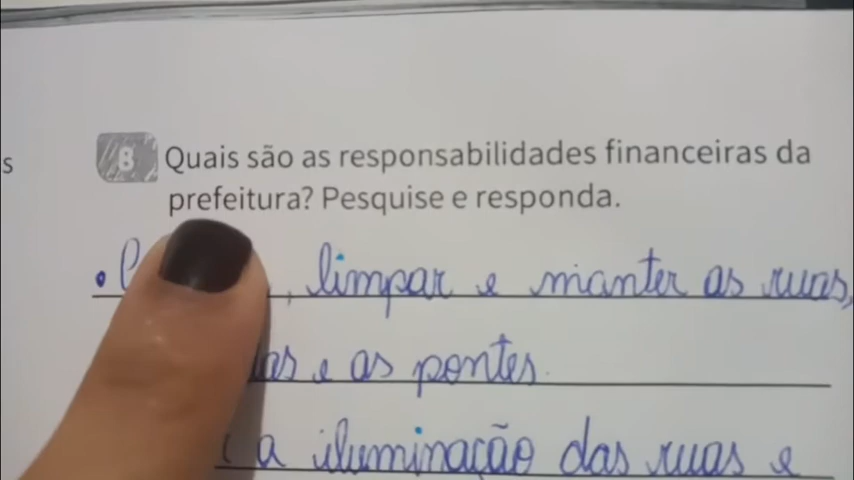 s
8 Quais são as responsabilidades financeiras da
prefeitura? Pesquise e responda.
, limpar e manter as ruas,
e as pontes.
a iluminação das ruas e